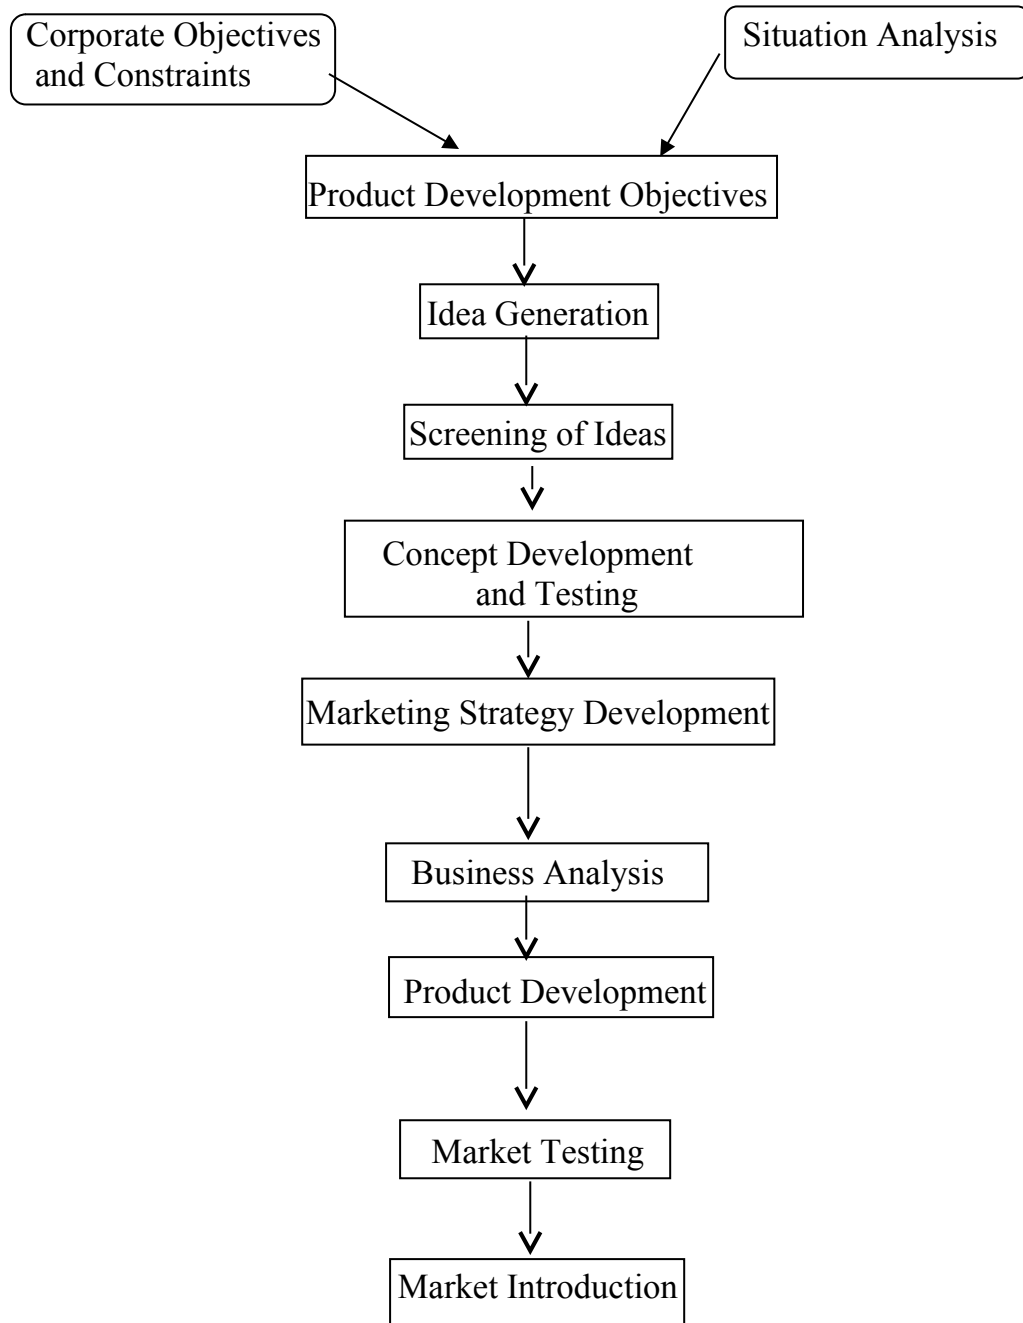 Corporate Objectives
and Constraints
Situation Analysis
Product Development Objectives
Idea Generation
Screening of Ideas
Concept Development
and Testing
Marketing Strategy Development
Business Analysis
Product Development
Market Testing
Market Introduction